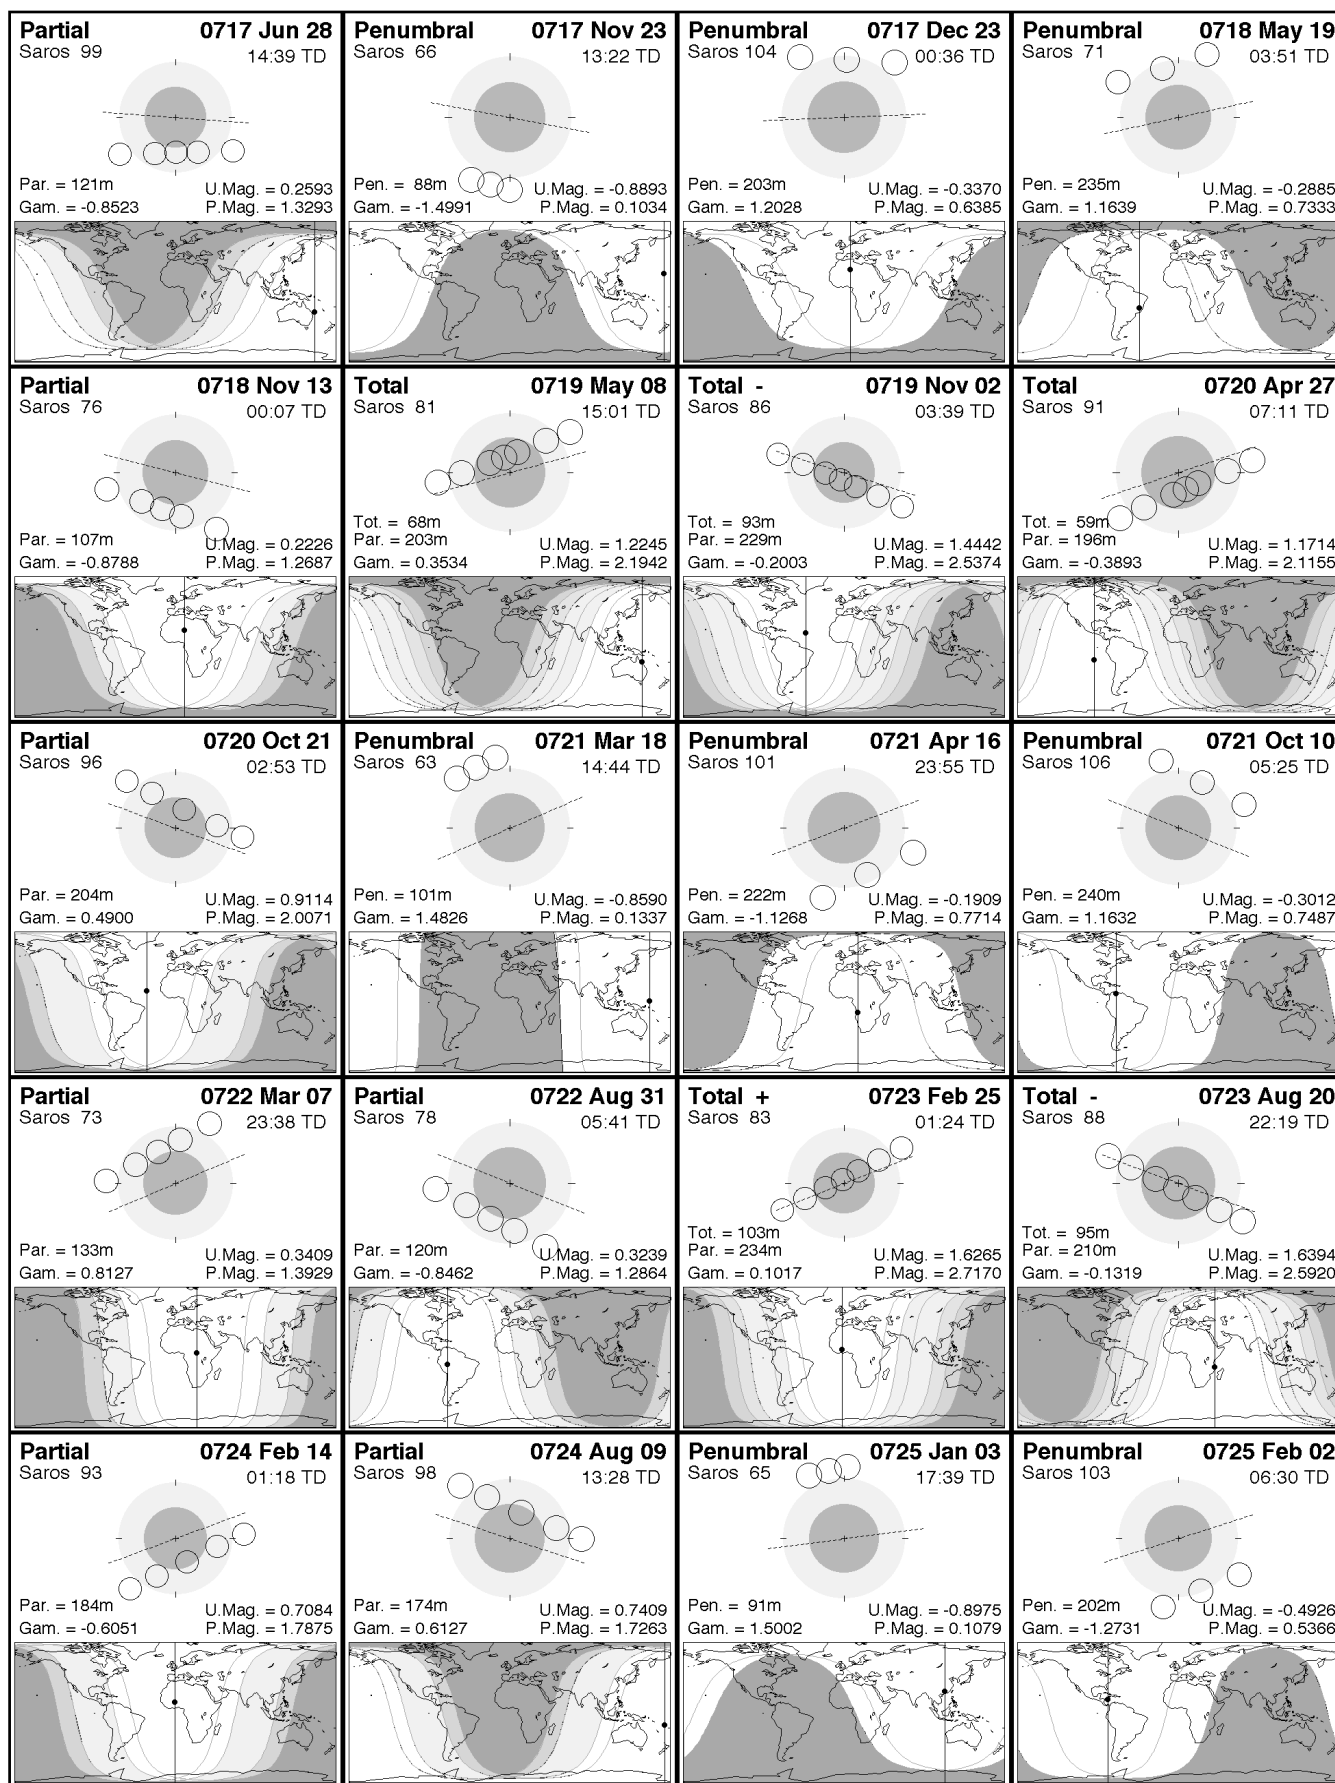 Partial 0717 Jun 28
Saros 99 14:39 TD
Par. = 121m U.Mag. = 0.2593
Gam. = -0.8523 P.Mag. = 1.3293
Penumbral 0717 Nov 23
Saros 66 13:22 TD
Pen. = 88m U.Mag. = -0.8893
Gam. = -1.4991 P.Mag. = 0.1034
Penumbral 0717 Dec 23
Saros 104 00:36 TD
Pen. = 203m U.Mag. = -0.3370
Gam. = 1.2028 P.Mag. = 0.6385
Penumbral 0718 May 19
Saros 71 03:51 TD
Pen. = 235m U.Mag. = -0.2885
Gam. = 1.1639 P.Mag. = 0.7333
Partial 0718 Nov 13
Saros 76 00:07 TD
Par. = 107m U.Mag. = 0.2226
Gam. = -0.8788 P.Mag. = 1.2687
Total 0719 May 08
Saros 81 15:01 TD
Tot. = 68m
Par. = 203m U.Mag. = 1.2245
Gam. = 0.3534 P.Mag. = 2.1942
Total - 0719 Nov 02
Saros 86 03:39 TD
Tot. = 93m
Par. = 229m U.Mag. = 1.4442
Gam. = -0.2003 P.Mag. = 2.5374
Total 0720 Apr 27
Saros 91 07:11 TD
Tot. = 59m
Par. = 196m U.Mag. = 1.1714
Gam. = -0.3893 P.Mag. = 2.1155
Partial 0720 Oct 21
Saros 96 02:53 TD
Par. = 204m U.Mag. = 0.9114
Gam. = 0.4900 P.Mag. = 2.0071
Penumbral 0721 Mar 18
Saros 63 14:44 TD
Pen. = 101m U.Mag. = -0.8590
Gam. = 1.4826 P.Mag. = 0.1337
Penumbral 0721 Apr 16
Saros 101 23:55 TD
Pen. = 222m U.Mag. = -0.1909
Gam. = -1.1268 P.Mag. = 0.7714
Penumbral 0721 Oct 10
Saros 106 05:25 TD
Pen. = 240m U.Mag. = -0.3012
Gam. = 1.1632 P.Mag. = 0.7487
Partial 0722 Mar 07
Saros 73 23:38 TD
Par. = 133m U.Mag. = 0.3409
Gam. = 0.8127 P.Mag. = 1.3929
Partial 0722 Aug 31
Saros 78 05:41 TD
Par. = 120m U.Mag. = 0.3239
Gam. = -0.8462 P.Mag. = 1.2864
Total + 0723 Feb 25
Saros 83 01:24 TD
Tot. = 103m
Par. = 234m U.Mag. = 1.6265
Gam. = 0.1017 P.Mag. = 2.7170
Total - 0723 Aug 20
Saros 88 22:19 TD
Tot. = 95m
Par. = 210m U.Mag. = 1.6394
Gam. = -0.1319 P.Mag. = 2.5920
Partial 0724 Feb 14
Saros 93 01:18 TD
Par. = 184m U.Mag. = 0.7084
Gam. = -0.6051 P.Mag. = 1.7875
Partial 0724 Aug 09
Saros 98 13:28 TD
Par. = 174m U.Mag. = 0.7409
Gam. = 0.6127 P.Mag. = 1.7263
Penumbral 0725 Jan 03
Saros 65 17:39 TD
Pen. = 91m U.Mag. = -0.8975
Gam. = 1.5002 P.Mag. = 0.1079
Penumbral 0725 Feb 02
Saros 103 06:30 TD
Pen. = 202m U.Mag. = -0.4926
Gam. = -1.2731 P.Mag. = 0.5366